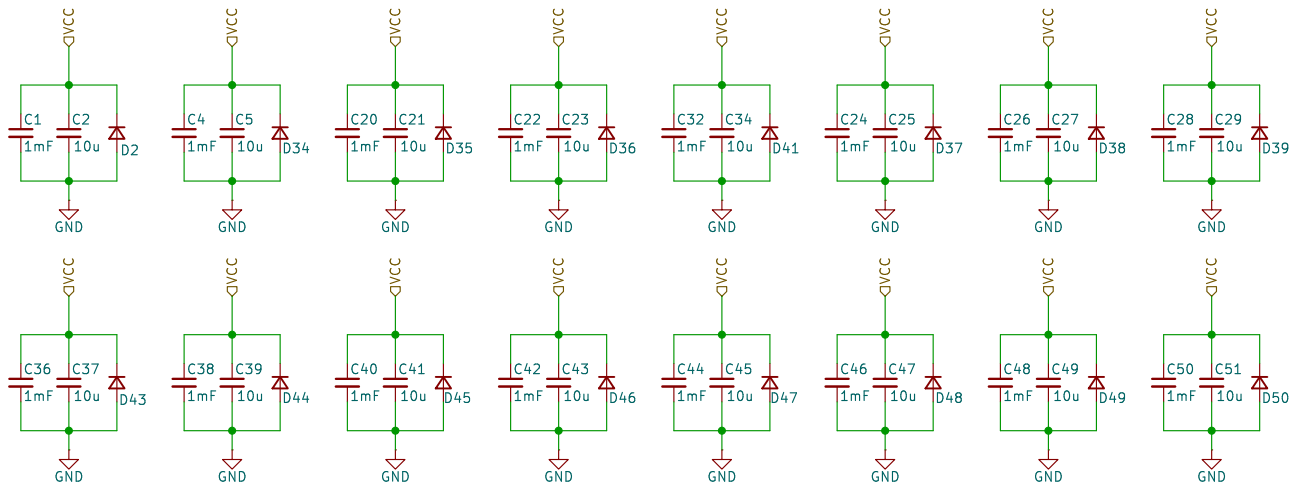 VCC VCC VCC VCC VCC VCC VCC VCC
C1 C2 C4 C5 C20 C21 C22 C23 C32 C34 C24 C25 C26 C27 C28 C29
1mF 10u D2 1mF 10u D34 1mF 10u D35 1mF 10u D36 1mF 10u D41 1mF 10u D37 1mF 10u D38 1mF 10u D39
GND GND GND GND GND GND GND GND
VCC VCC VCC VCC VCC VCC VCC VCC
C36 C37 C38 C39 C40 C41 C42 C43 C44 C45 C46 C47 C48 C49 C50 C51
1mF 10u D43 1mF 10u D44 1mF 10u D45 1mF 10u D46 1mF 10u D47 1mF 10u D48 1mF 10u D49 1mF 10u D50
GND GND GND GND GND GND GND GND